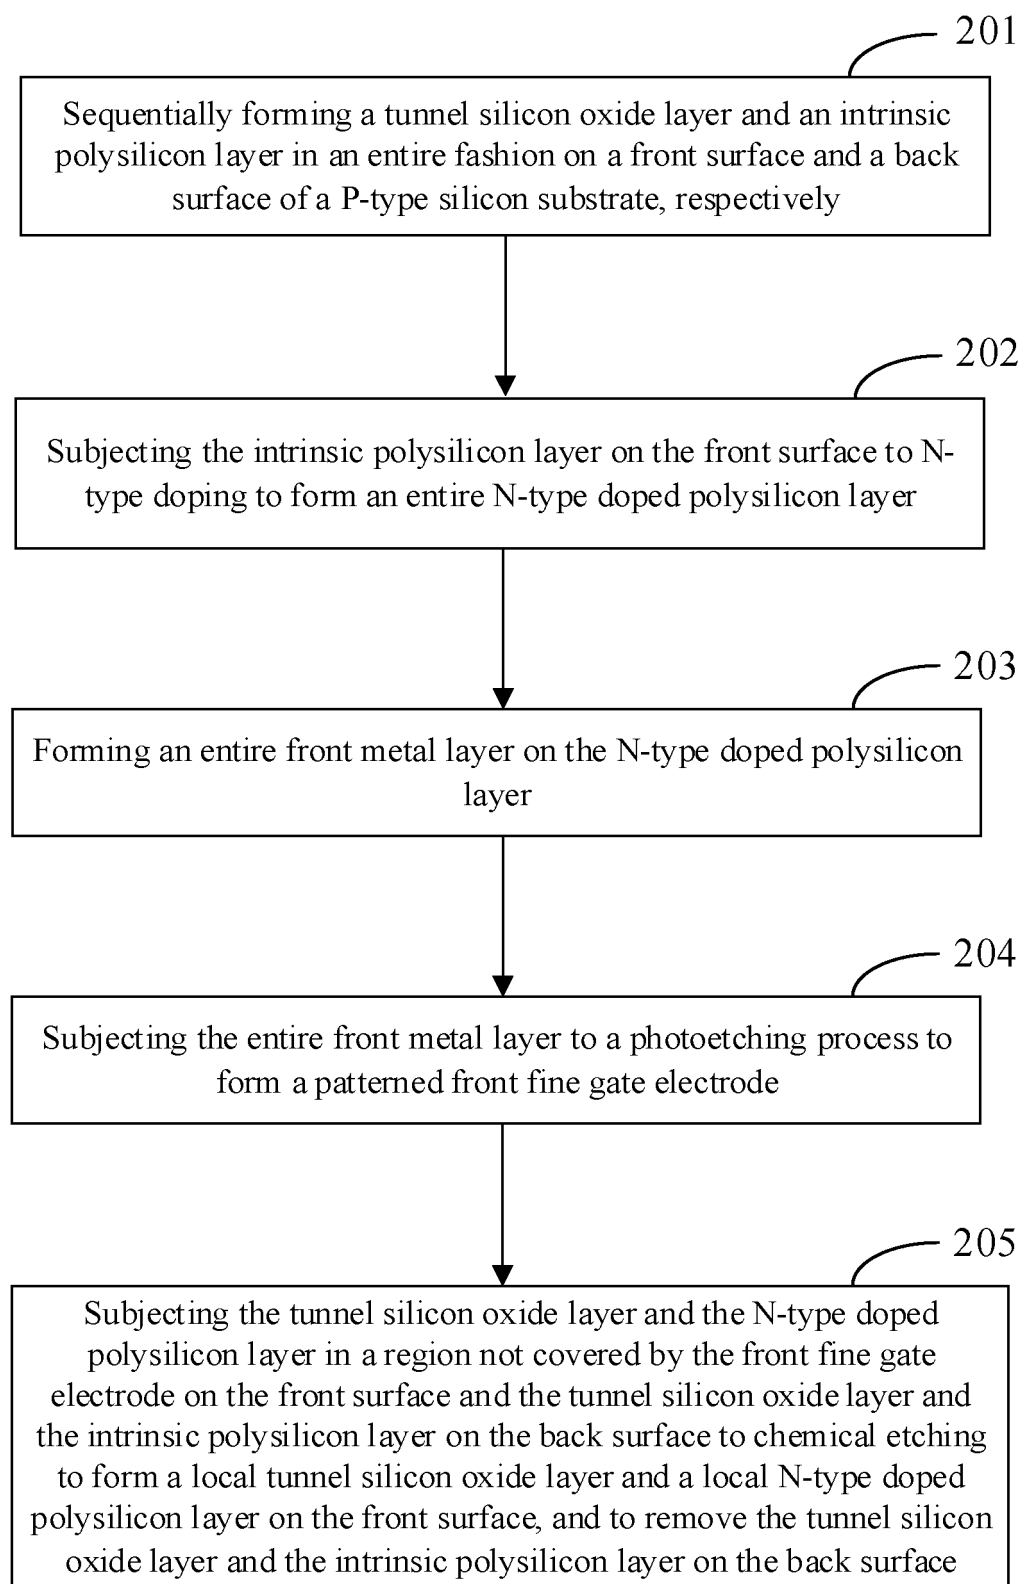 201
Sequentially forming a tunnel silicon oxide layer and an intrinsic
polysilicon layer in an entire fashion on a front surface and a back
surface of a P-type silicon substrate, respectively
202
Subjecting the intrinsic polysilicon layer on the front surface to N-
type doping to form an entire N-type doped polysilicon layer
203
Forming an entire front metal layer on the N-type doped polysilicon
layer
204
Subjecting the entire front metal layer to a photoetching process to
form a patterned front fine gate electrode
205
Subjecting the tunnel silicon oxide layer and the N-type doped
polysilicon layer in a region not covered by the front fine gate
electrode on the front surface and the tunnel silicon oxide layer and
the intrinsic polysilicon layer on the back surface to chemical etching
to form a local tunnel silicon oxide layer and a local N-type doped
polysilicon layer on the front surface, and to remove the tunnel silicon
oxide layer and the intrinsic polysilicon layer on the back surface